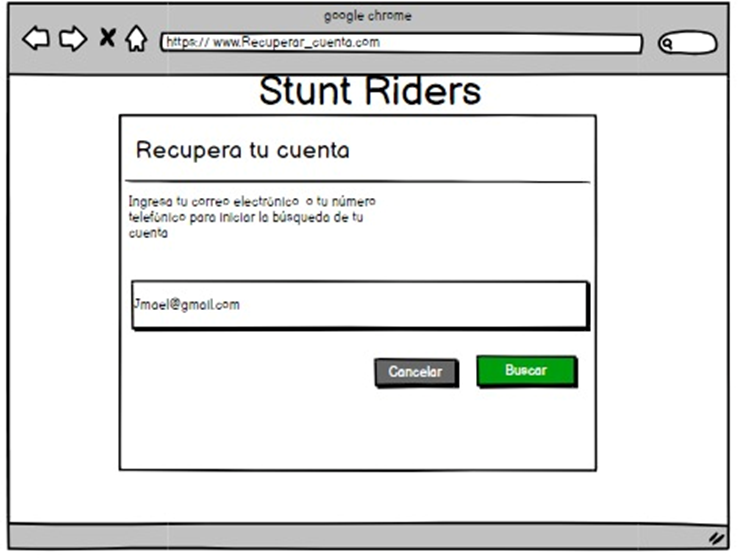 google chrome
https:// www.Recuperar_cuenta.com
Stunt Riders
Recupera tu cuenta
Ingresa tu correo electrónico o tu número
telefónico para iniciar la búsqueda de tu
cuenta
Jmael@gmail.com
Cancelar
Buscar